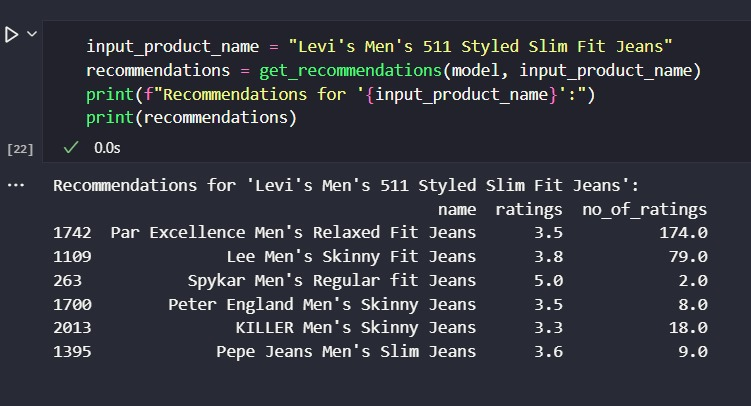 input_product_name = "Levi's Men's 511 Styled Slim Fit Jeans"
recommendations = get_recommendations(model, input_product_name)
print(f"Recommendations for '{input_product_name}':")
print(recommendations)
[22] ✓ 0.0s
... Recommendations for 'Levi's Men's 511 Styled Slim Fit Jeans':
name ratings no_of_ratings
1742 Par Excellence Men's Relaxed Fit Jeans 3.5 174.0
1109 Lee Men's Skinny Fit Jeans 3.8 79.0
263 Spykar Men's Regular fit Jeans 5.0 2.0
1700 Peter England Men's Skinny Jeans 3.5 8.0
2013 KILLER Men's Skinny Jeans 3.3 18.0
1395 Pepe Jeans Men's Slim Jeans 3.6 9.0